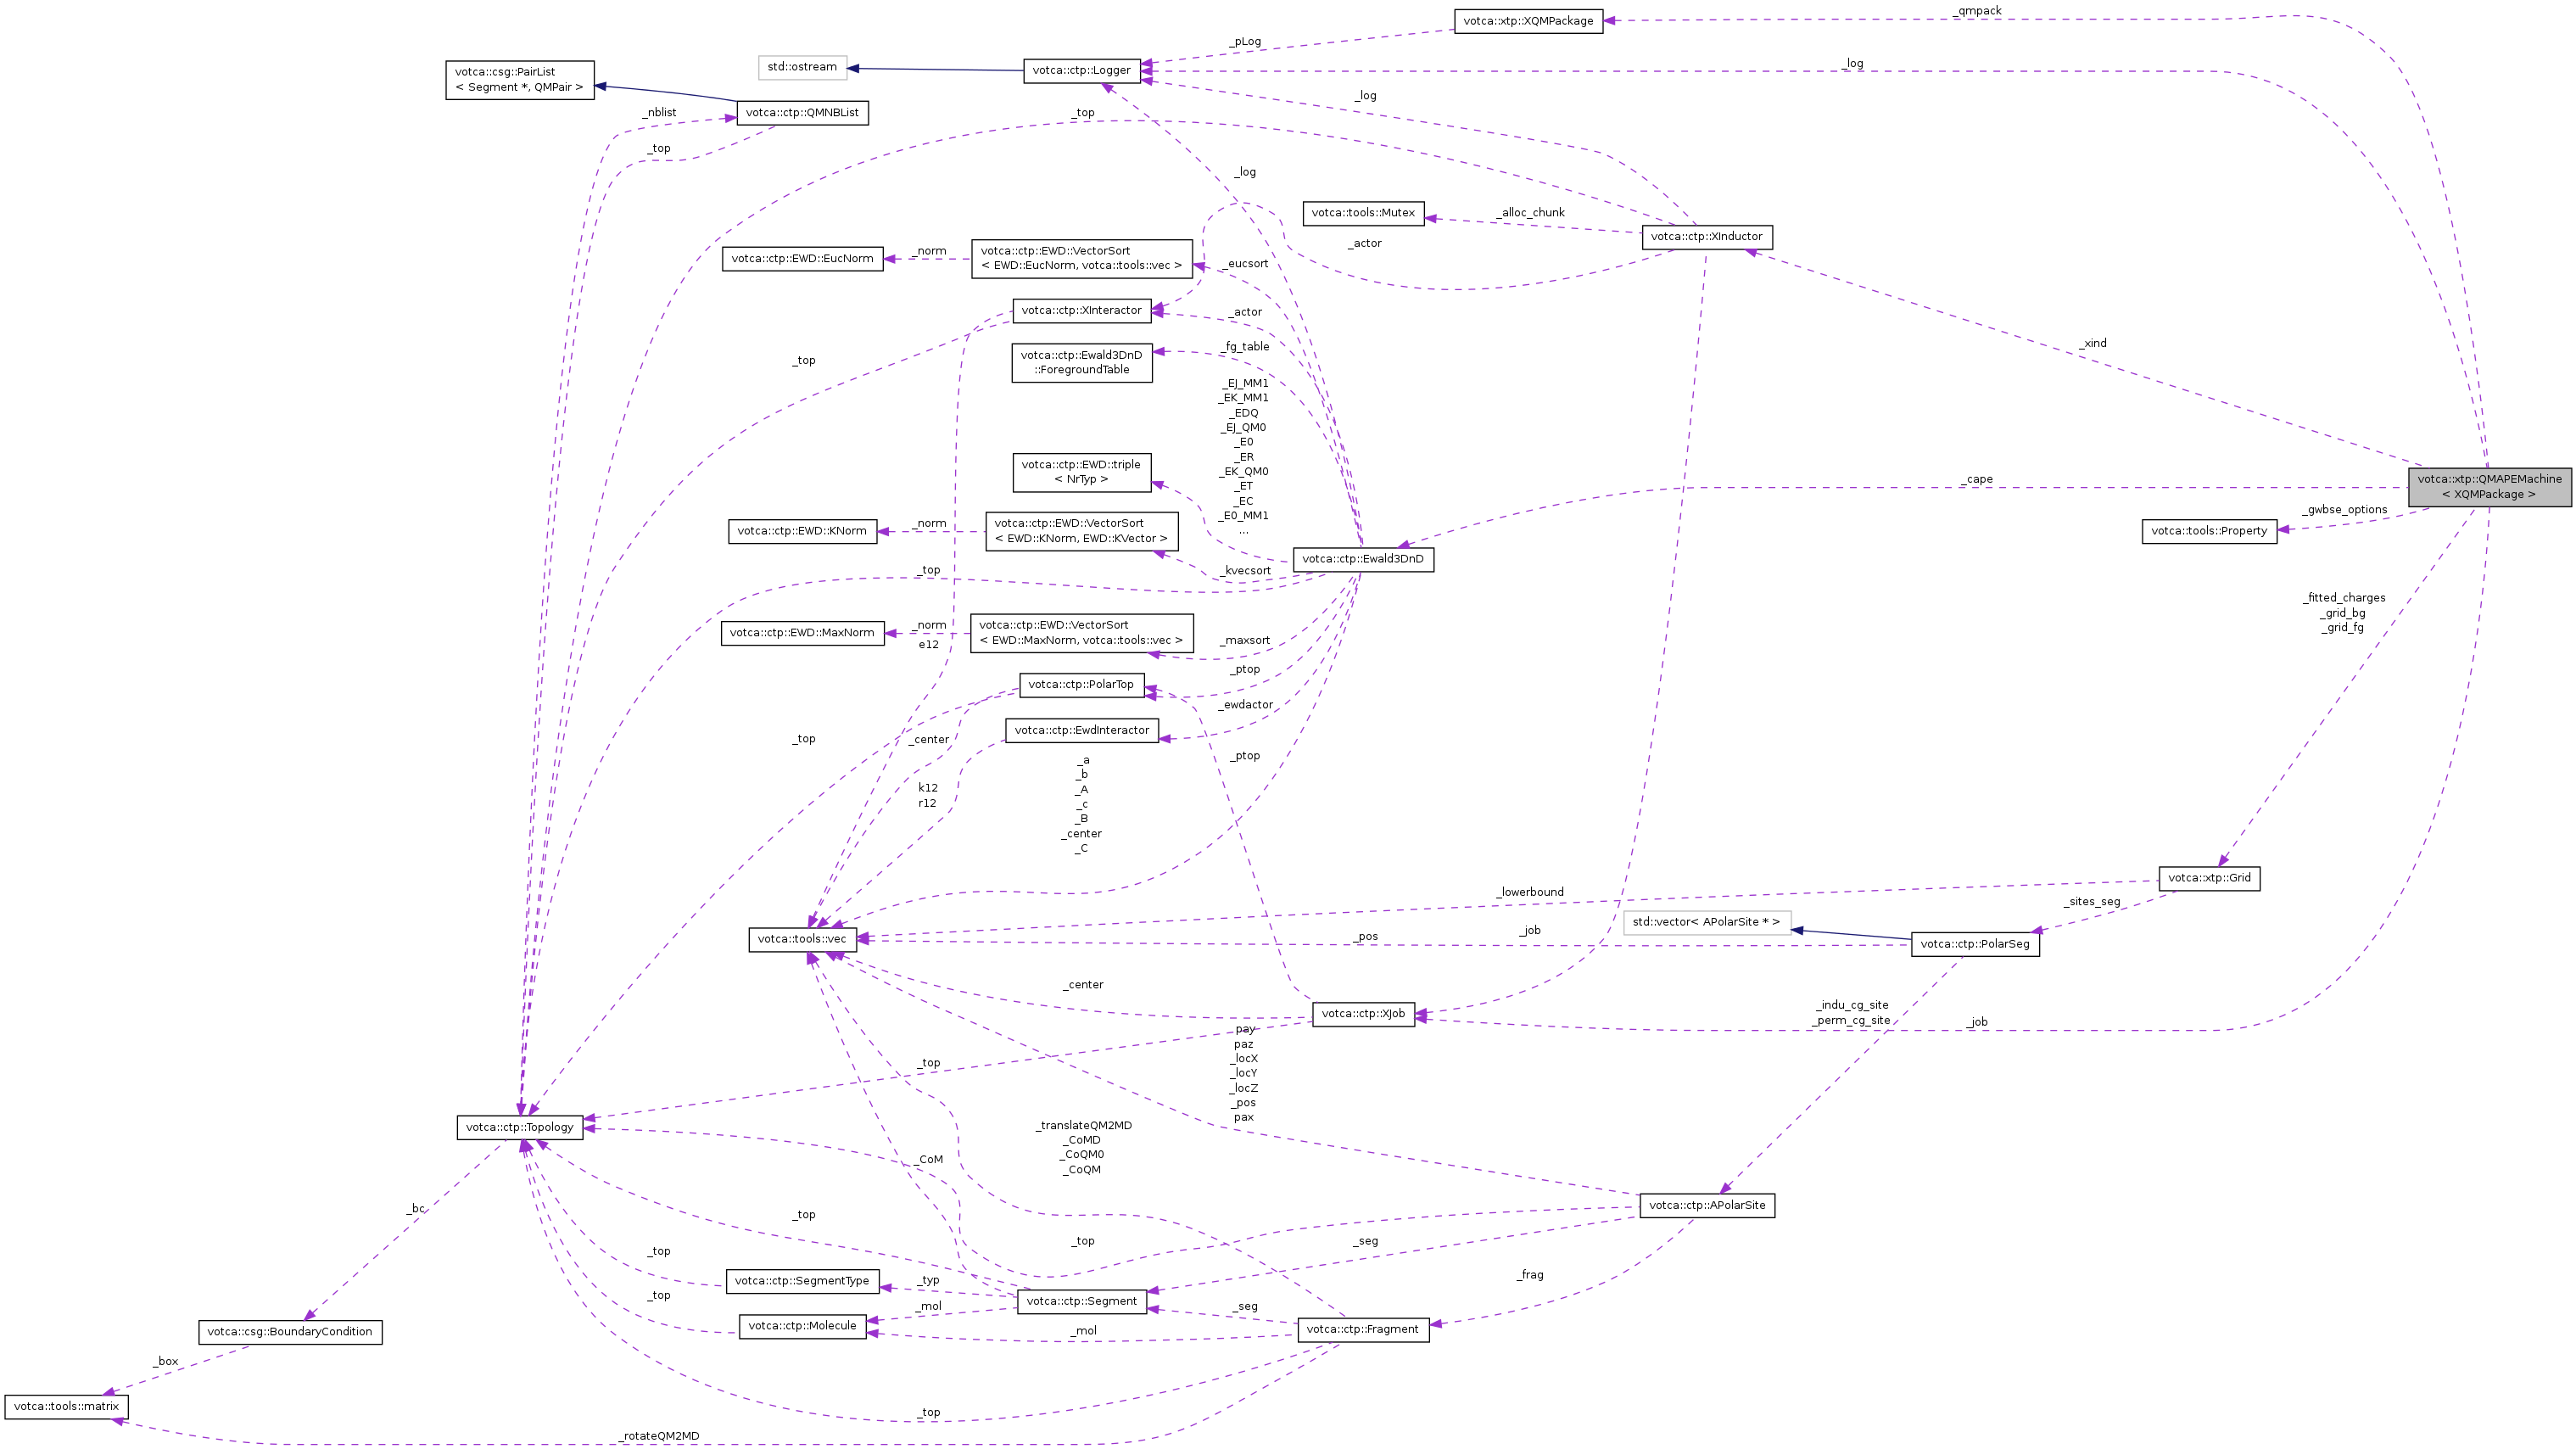 _qmpack
votca::xtp::XQMPackage
_pLog
std::ostream
votca::ctp::Logger
_log
votca::csg::PairList
< Segment *, QMPair >
_log
votca::ctp::QMNBList
_nblist
_top
_top
_log
votca::tools::Mutex
_alloc_chunk
votca::ctp::XInductor
_actor
votca::ctp::EWD::EucNorm
_norm
votca::ctp::EWD::VectorSort
< EWD::EucNorm, votca::tools::vec >
_eucsort
votca::ctp::XInteractor
_actor
_xind
_top
votca::ctp::Ewald3DnD
::ForegroundTable
_fg_table
_EJ_MM1
_EK_MM1
_EDQ
_EJ_QM0
_E0
_ER
_EK_QM0
_ET
_EC
_E0_MM1
...
votca::ctp::EWD::triple
< NrTyp >
_cape
votca::xtp::QMAPEMachine
< XQMPackage >
votca::ctp::EWD::KNorm
_norm
votca::ctp::EWD::VectorSort
< EWD::KNorm, EWD::KVector >
_gwbse_options
votca::tools::Property
votca::ctp::Ewald3DnD
_kvecsort
_top
votca::ctp::EWD::MaxNorm
_norm
e12
votca::ctp::EWD::VectorSort
< EWD::MaxNorm, votca::tools::vec >
_maxsort
_fitted_charges
_grid_bg
_grid_fg
_ptop
votca::ctp::PolarTop
_ewdactor
votca::ctp::EwdInteractor
_top
_center
_ptop
k12
r12
_a
_b
_A
_c
_B
_center
_C
votca::xtp::Grid
_lowerbound
_sites_seg
std::vector< APolarSite * >
votca::tools::vec
_pos
_job
votca::ctp::PolarSeg
_center
_indu_cg_site
_perm_cg_site
_job
votca::ctp::XJob
_top
pay
paz
_locX
_locY
_locZ
_pos
pax
votca::ctp::Topology
_translateQM2MD
_CoMD
_CoQM0
_CoQM
_CoM
_bc
_top
votca::ctp::APolarSite
_top
_seg
_top
votca::ctp::SegmentType
_typ
_frag
_top
_mol
votca::ctp::Segment
_seg
votca::ctp::Molecule
_mol
votca::ctp::Fragment
votca::csg::BoundaryCondition
_box
votca::tools::matrix
_top
_rotateQM2MD